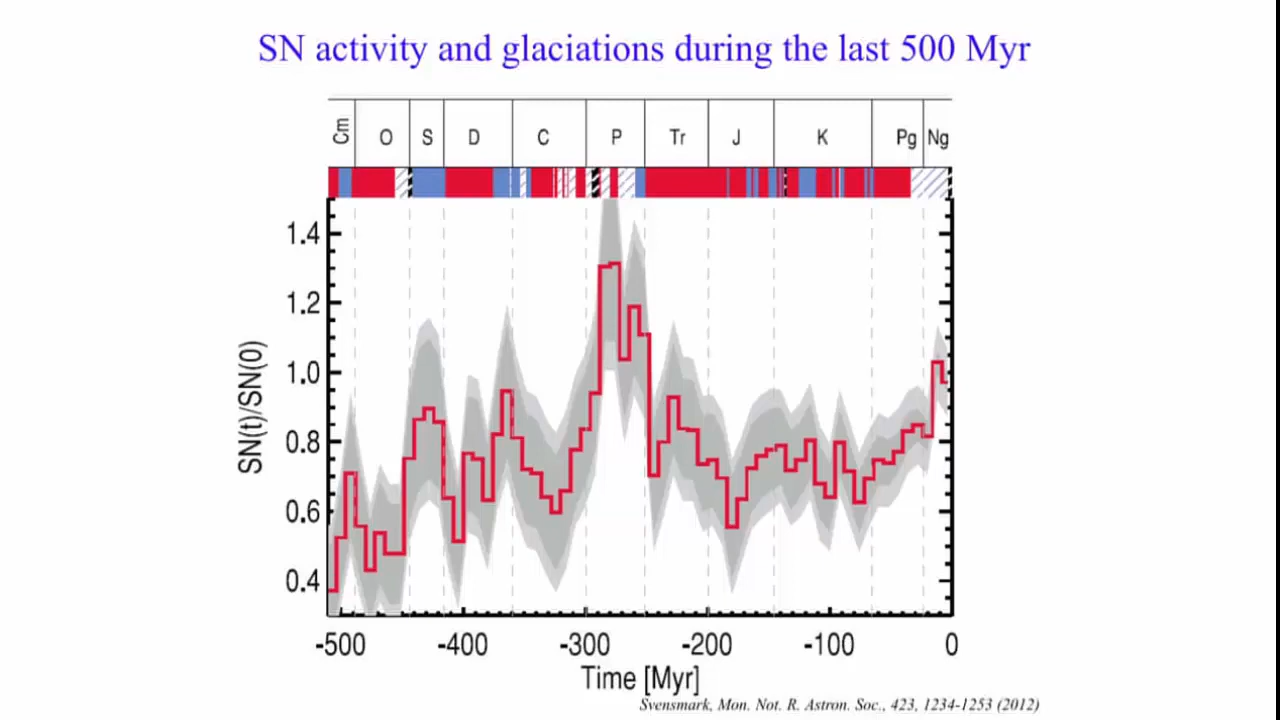 SN activity and glaciations during the last 500 Myr
Cm O S D C P Tr J K Pg Ng
1.4
1.2
1.0
0.8
0.6
0.4
SN(t)/SN(0)
-500 -400 -300 -200 -100 0
Time [Myr]
Svensmark, Mon. Not. R. Astron. Soc., 423, 1234-1253 (2012)